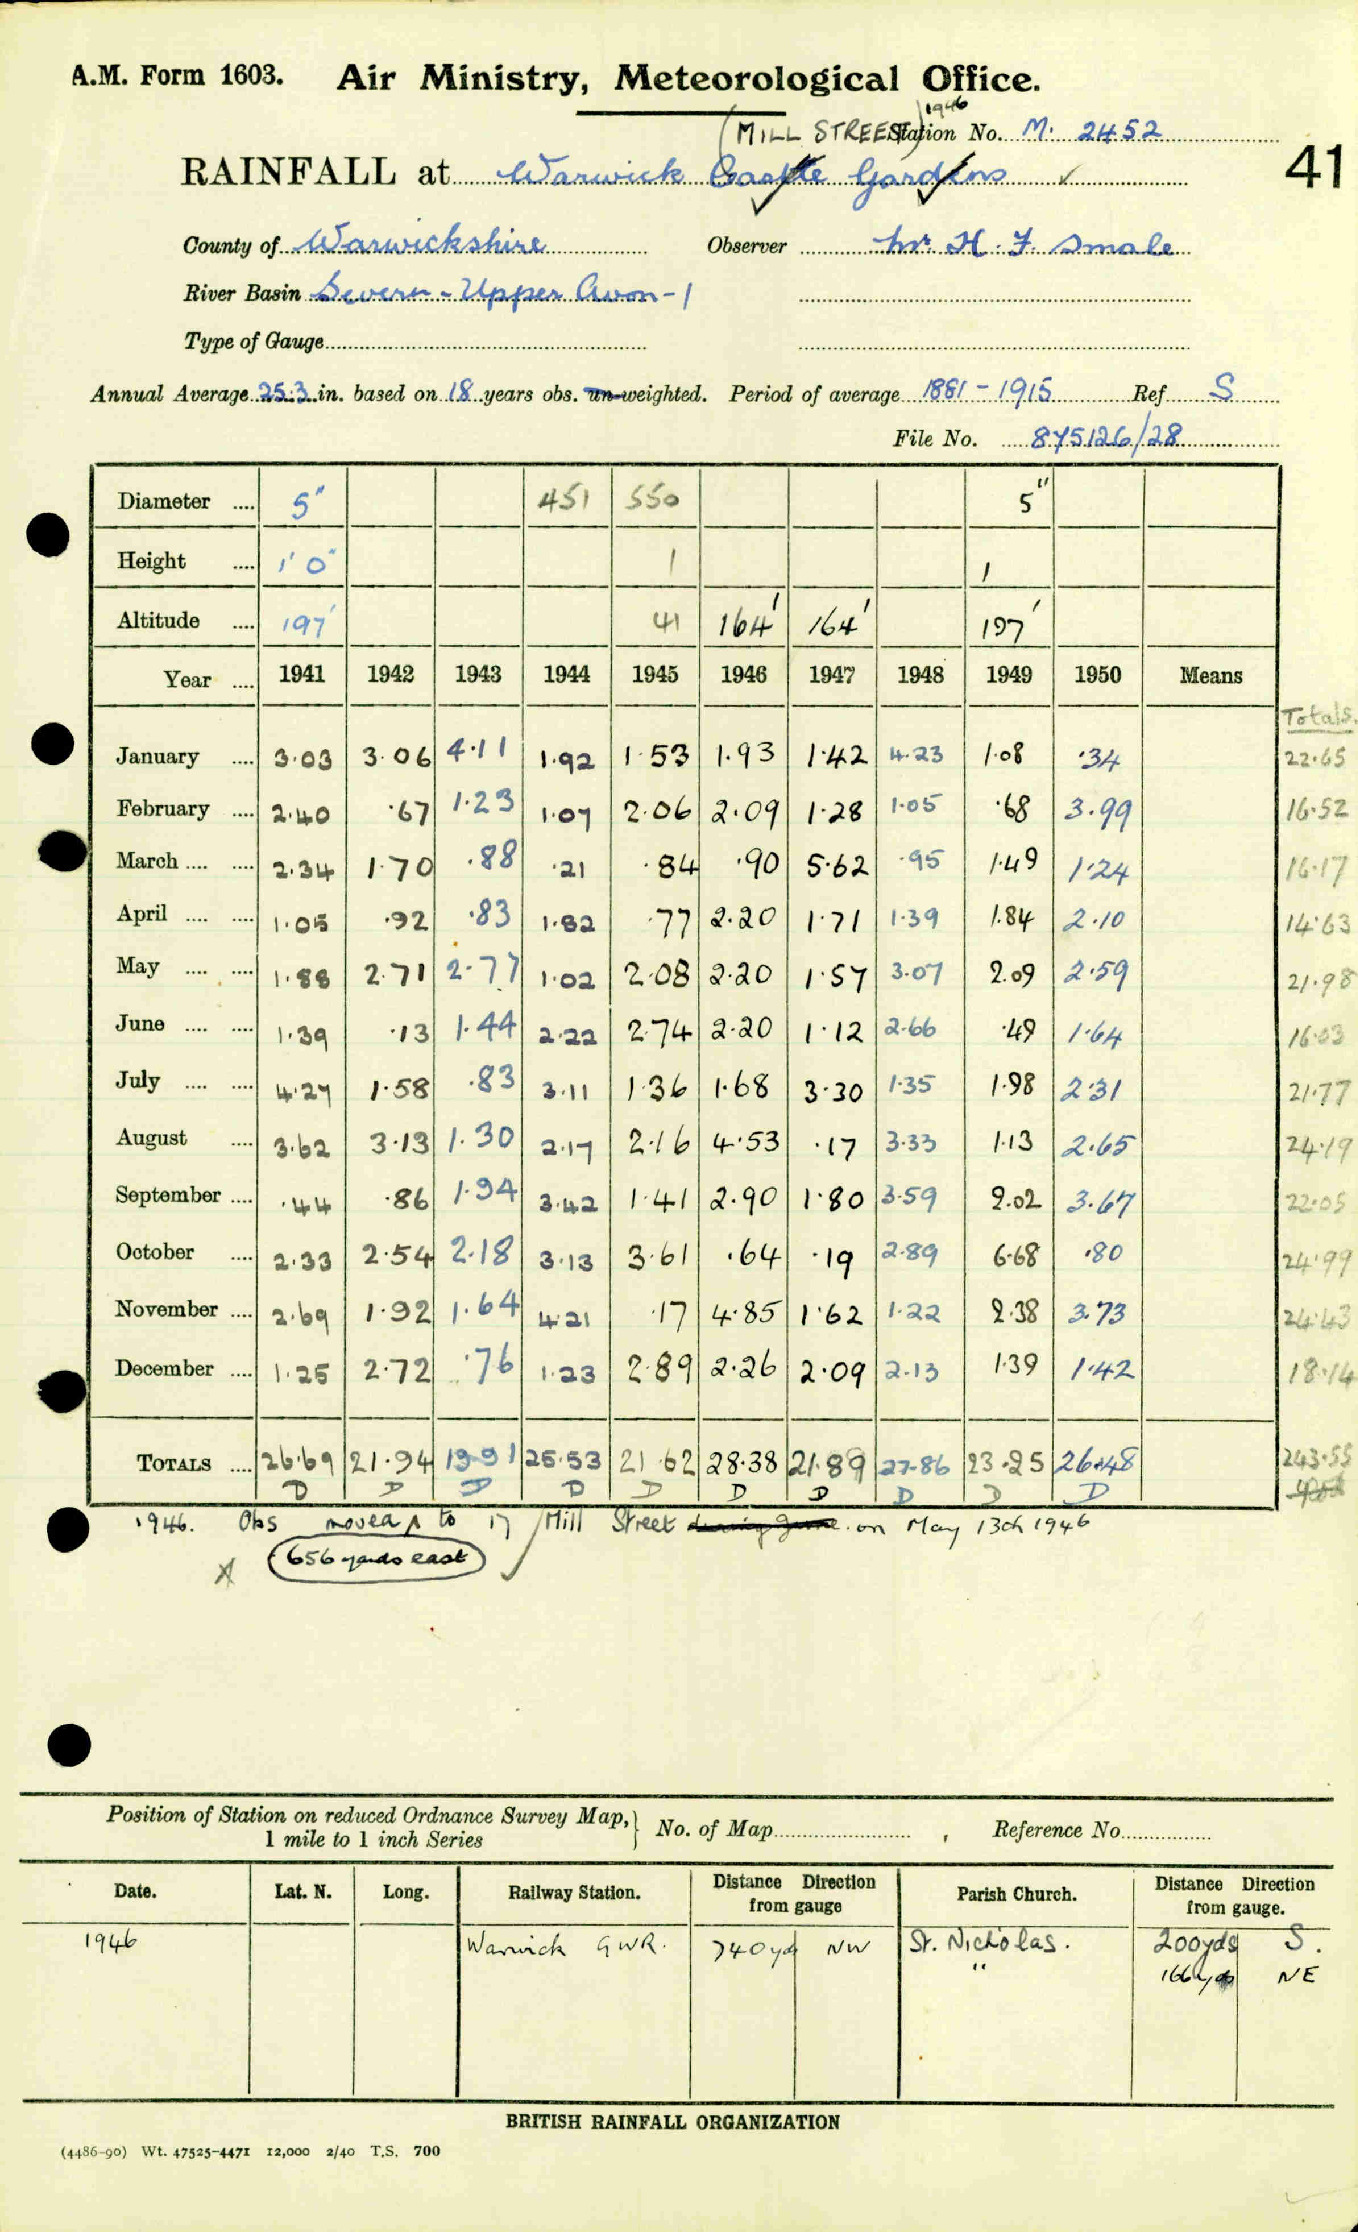 A.M. Form 1603. Air Ministry, Meteorological Office.
(MILL STREET) 1946 Station No. M. 2452
RAINFALL at Warwick Castle Gardens ✓
41
County of Warwickshire Observer Mr. H. F. Smale
River Basin Severn - Upper Avon - 1
Type of Gauge
Annual Average 25.3 in. based on 18 years obs. un-weighted. Period of average 1881 - 1915 Ref S
File No. 875126/28
Diameter .... 5" 451 550 5"
Height .... 1' 0" 1 1
Altitude .... 197' 41 164' 164' 197'
Year .... 1941 1942 1943 1944 1945 1946 1947 1948 1949 1950 Means
Totals.
January .... 3.03 3.06 4.11 1.92 1.53 1.93 1.42 4.23 1.08 .34 22.65
February .... 2.40 .67 1.23 1.07 2.06 2.09 1.28 1.05 .68 3.99 16.52
March .... .... 2.34 1.70 .88 .21 .84 .90 5.62 .95 1.49 1.24 16.17
April .... .... 1.05 .92 .83 1.82 .77 2.20 1.71 1.39 1.84 2.10 14.63
May .... .... 1.88 2.71 2.77 1.02 2.08 2.20 1.57 3.07 2.09 2.59 21.98
June .... .... 1.39 .13 1.44 2.22 2.74 2.20 1.12 2.66 .49 1.64 16.03
July .... .... 4.27 1.58 .83 3.11 1.36 1.68 3.30 1.35 1.98 2.31 21.77
August .... 3.62 3.13 1.30 2.17 2.16 4.53 .17 3.33 1.13 2.65 24.19
September .... .44 .86 1.94 3.42 1.41 2.90 1.80 3.59 2.02 3.67 22.05
October .... 2.33 2.54 2.18 3.13 3.61 .64 .19 2.89 6.68 .80 24.99
November .... 2.69 1.92 1.64 4.21 .17 4.85 1.62 1.22 2.38 3.73 24.43
December .... 1.25 2.72 .76 1.23 2.89 2.26 2.09 2.13 1.39 1.42 18.14
TOTALS .... 26.69 21.94 19.91 25.53 21.62 28.38 21.89 27.86 23.25 26.48 243.55
D D D D D D D D D D
1946. Obs moved to 17 Mill Street during June. on May 13th 1946
X 656 yards east
Position of Station on reduced Ordnance Survey Map, } No. of Map , Reference No.
1 mile to 1 inch Series
Date. Lat. N. Long. Railway Station. Distance Direction from gauge Parish Church. Distance Direction from gauge.
1946 Warwick GWR. 740 yd NW St. Nicholas. 200yds S.
" 166 yds NE
BRITISH RAINFALL ORGANIZATION
(4486-90) Wt. 47525-4471 12,000 2/40 T.S. 700